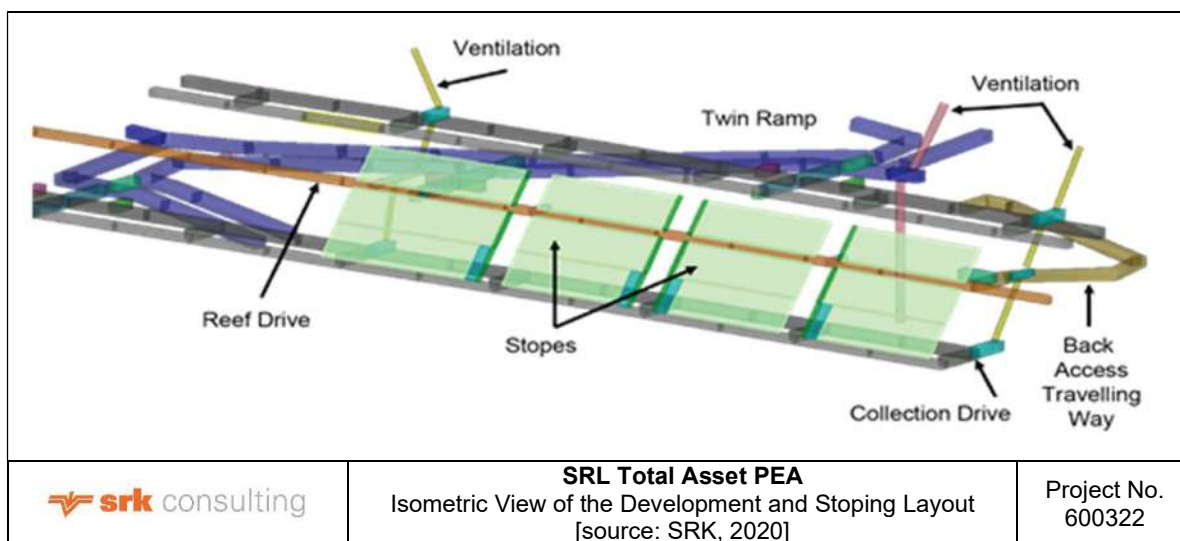 Ventilation
Ventilation
Twin Ramp
Reef Drive
Stopes
Back
Access
Travelling
Way
Collection Drive
srk consulting
SRL Total Asset PEA
Isometric View of the Development and Stoping Layout
[source: SRK, 2020]
Project No.
600322